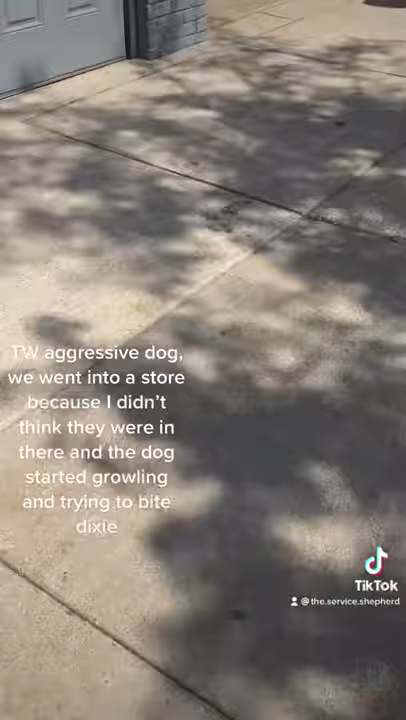 TW aggressive dog,
we went into a store
because I didn't
think they were in
there and the dog
started growling
and trying to bite
dixie
TikTok
@the.service.shepherd